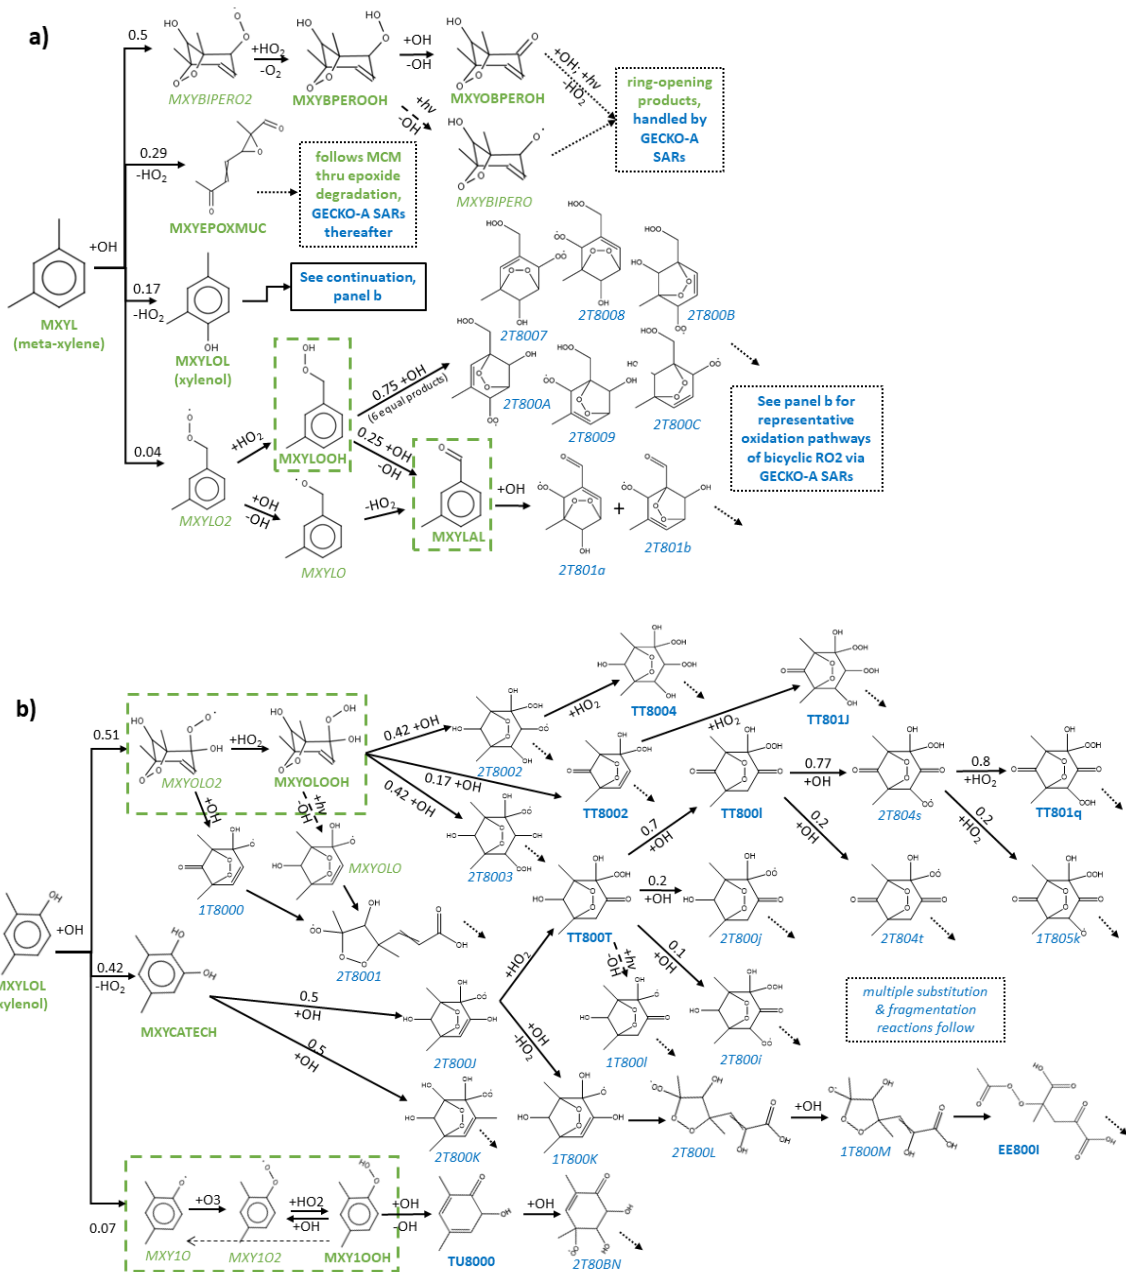 a)
0.5
+HO2
-O2
+OH
-OH
+OH; +hv
-HO2
MXYBIPERO2
MXYBPEROOH
MXYOBPEROH
+hv
-OH
MXYBIPERO
ring-opening
products,
handled by
GECKO-A
SARs
0.29
-HO2
MXYEPOXMUC
follows MCM
thru epoxide
degradation,
GECKO-A SARs
thereafter
+OH
MXYL
(meta-xylene)
0.17
-HO2
MXYLOL
(xylenol)
See continuation,
panel b
0.04
MXYLO2
+HO2
+OH
-OH
MXYLOOH
MXYLO
0.75 +OH
(6 equal products)
0.25 +OH
-OH
-HO2
MXYLAL
+OH
2T8007
2T8008
2T800B
2T800A
2T8009
2T800C
2T801a
+
2T801b
See panel b for
representative
oxidation pathways
of bicyclic RO2 via
GECKO-A SARs
b)
MXYLOL
xylenol)
+OH
0.51
MXYOLO2
+HO2
MXYOLOOH
+OH
+hv
-OH
1T8000
MXYOLO
2T8001
0.42 +OH
0.17 +OH
0.42 +OH
2T8002
TT8002
2T8003
+HO2
TT8004
+HO2
TT801J
0.42
-HO2
MXYCATECH
0.5
+OH
0.5
+OH
2T800J
2T800K
+HO2
+OH
-HO2
TT800T
1T800K
0.7
+OH
TT800l
0.2
+OH
2T800j
0.1
+OH
2T800i
+hv
-OH
1T800l
0.77
+OH
2T804s
0.2
+OH
2T804t
0.8
+HO2
TT801q
0.2
+HO2
1T805k
multiple substitution
& fragmentation
reactions follow
2T800L
+OH
1T800M
EE800I
0.07
MXY1O
+O3
MXY1O2
+HO2
+OH
MXY1OOH
+OH
-OH
TU8000
+OH
2T80BN